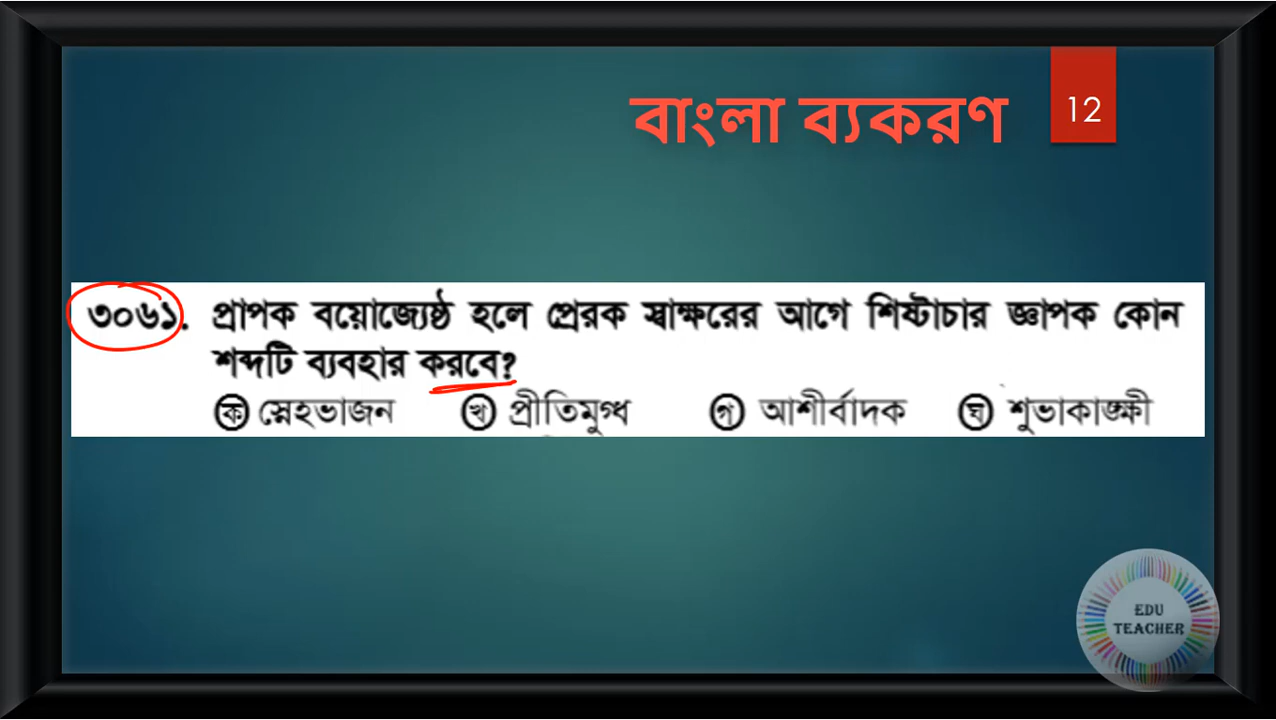 বাংলা ব্যকরণ
12
৩০৬১. প্রাপক বয়োজ্যেষ্ঠ হলে প্রেরক স্বাক্ষরের আগে শিষ্টাচার জ্ঞাপক কোন
শব্দটি ব্যবহার করবে?
ক স্নেহভাজন খ প্রীতিমুগ্ধ গ আশীর্বাদক ঘ শুভাকাঙ্ক্ষী
EDU
TEACHER